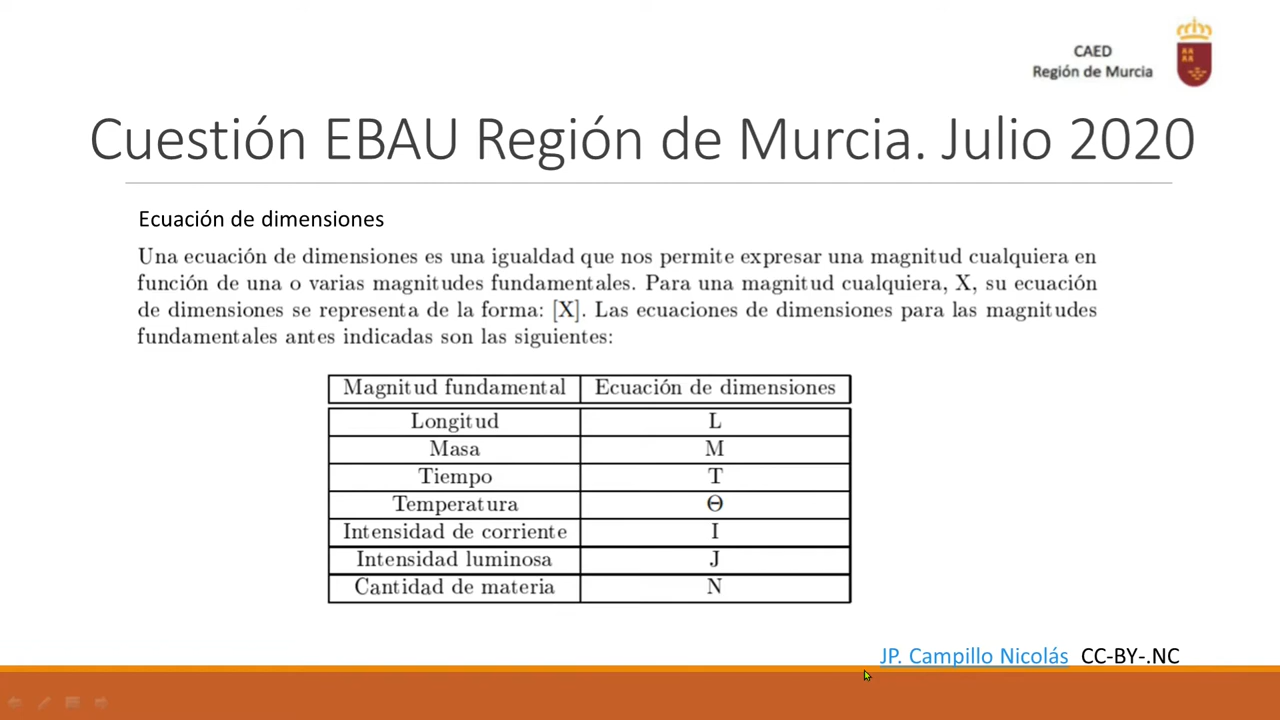 CAED
Región de Murcia
Cuestión EBAU Región de Murcia. Julio 2020
Ecuación de dimensiones
Una ecuación de dimensiones es una igualdad que nos permite expresar una magnitud cualquiera en
función de una o varias magnitudes fundamentales. Para una magnitud cualquiera, X, su ecuación
de dimensiones se representa de la forma: [X]. Las ecuaciones de dimensiones para las magnitudes
fundamentales antes indicadas son las siguientes:
Magnitud fundamental Ecuación de dimensiones
Longitud L
Masa M
Tiempo T
Temperatura Θ
Intensidad de corriente I
Intensidad luminosa J
Cantidad de materia N
JP. Campillo Nicolás CC-BY-.NC